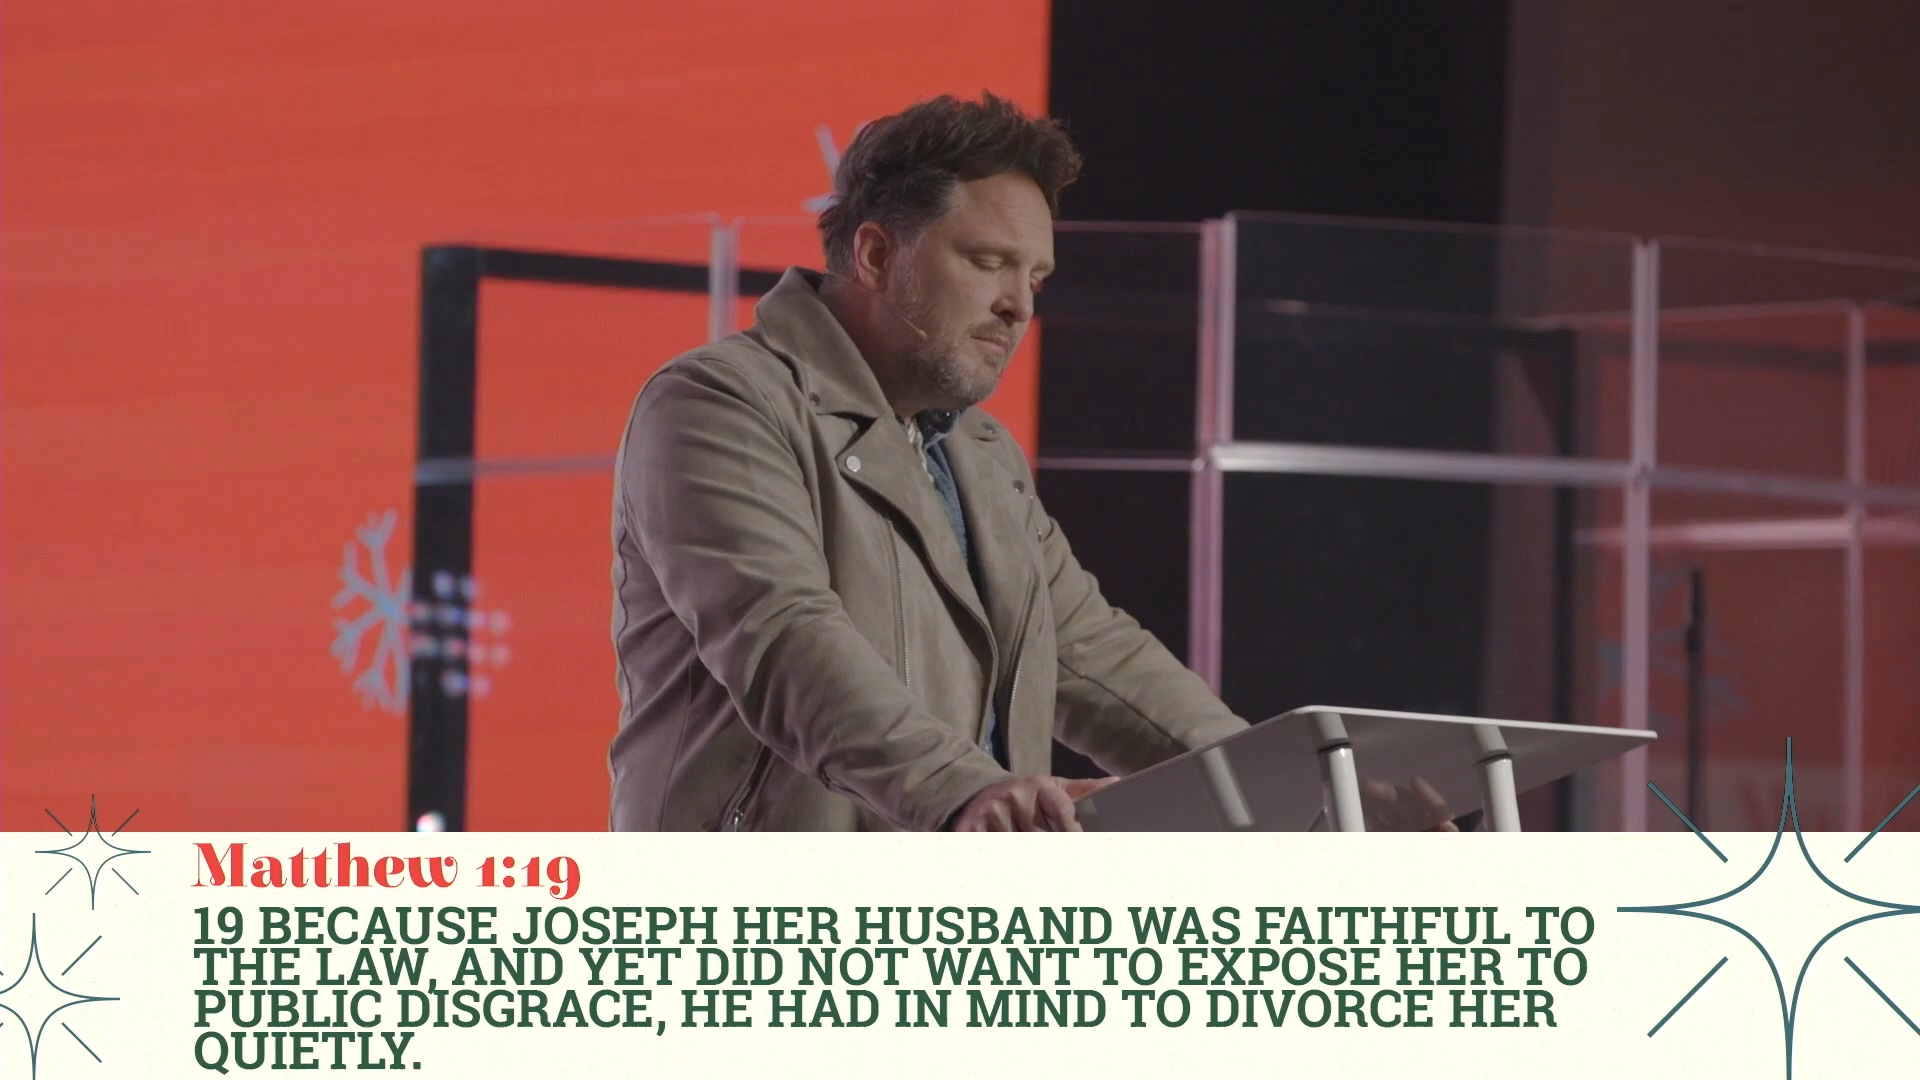 Matthew 1:19
19 BECAUSE JOSEPH HER HUSBAND WAS FAITHFUL TO
THE LAW, AND YET DID NOT WANT TO EXPOSE HER TO
PUBLIC DISGRACE, HE HAD IN MIND TO DIVORCE HER
QUIETLY.